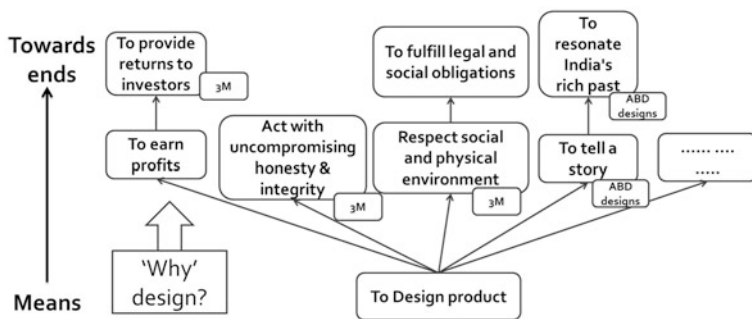 Towards
ends
To provide
returns to
investors
3M
To fulfill legal and
social obligations
To
resonate
India's
rich past
ABD
designs
To earn
profits
Act with
uncompromising
honesty &
integrity
3M
Respect social
and physical
environment
3M
To tell a
story
ABD
designs
...... ....
.....
'Why'
design?
To Design product
Means